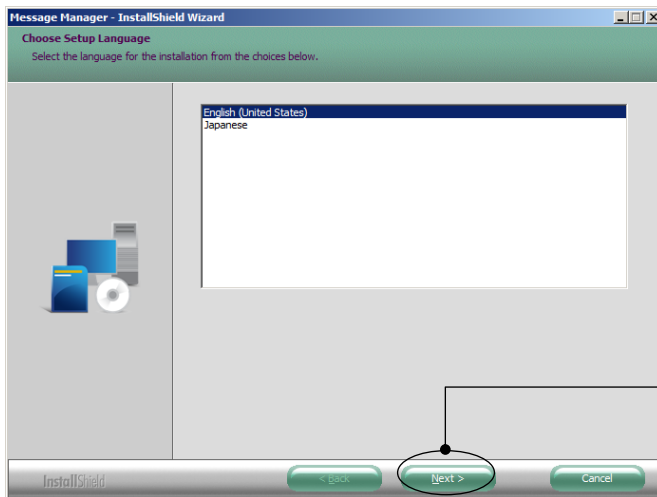 Message Manager - InstallShield Wizard
Choose Setup Language
Select the language for the installation from the choices below.
English (United States)
Japanese
InstallShield
< Back
Next >
Cancel